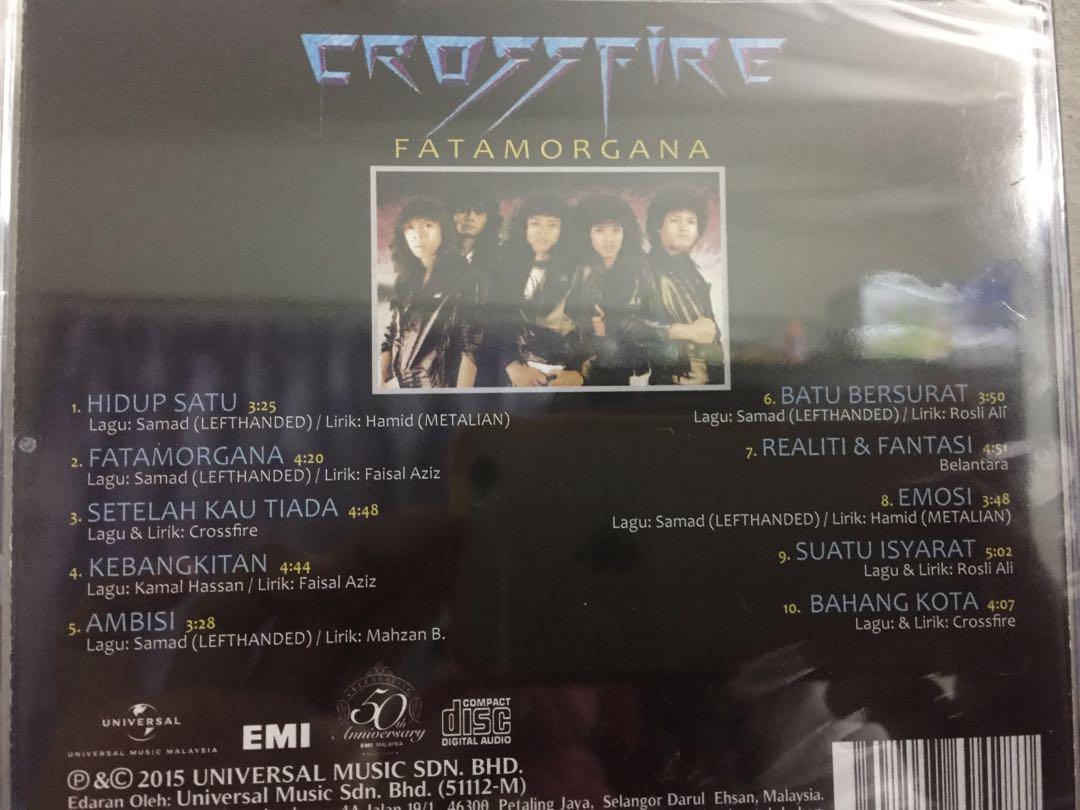 CROSSFIRE
FATAMORGANA
1. HIDUP SATU 3:25
Lagu: Samad (LEFTHANDED) / Lirik: Hamid (METALIAN)
2. FATAMORGANA 4:20
Lagu: Samad (LEFTHANDED) / Lirik: Faisal Aziz
3. SETELAH KAU TIADA 4:48
Lagu & Lirik: Crossfire
4. KEBANGKITAN 4:44
Lagu: Kamal Hassan / Lirik: Faisal Aziz
5. AMBISI 3:28
Lagu: Samad (LEFTHANDED) / Lirik: Mahzan B.
6. BATU BERSURAT 3:50
Lagu: Samad (LEFTHANDED) / Lirik: Rosli Ali
7. REALITI & FANTASI 4:51
Belantara
8. EMOSI 3:48
Lagu: Samad (LEFTHANDED) / Lirik: Hamid (METALIAN)
9. SUATU ISYARAT 5:02
Lagu & Lirik: Rosli Ali
10. BAHANG KOTA 4:07
Lagu: & Lirik: Crossfire
UNIVERSAL
UNIVERSAL MUSIC MALAYSIA
EMI
CELEBRATING
50th
Anniversary
EMI MALAYSIA
COMPACT
disc
DIGITAL AUDIO
℗&© 2015 UNIVERSAL MUSIC SDN. BHD.
Edaran Oleh: Universal Music Sdn. Bhd. (51112-M)
4A Jalan 19/1, 46300 Petaling Jaya, Selangor Darul Ehsan, Malaysia.